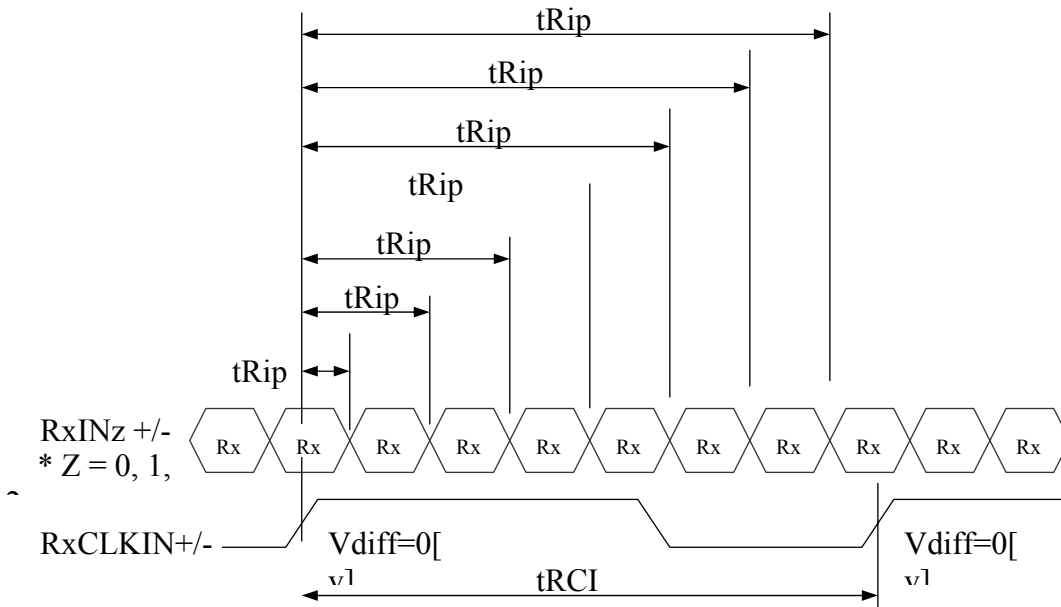 tRip
tRip
tRip
tRip
tRip
tRip
tRip
RxINz +/-
Rx Rx Rx Rx Rx Rx Rx Rx Rx Rx Rx
* Z = 0, 1,
RxCLKIN+/-
Vdiff=0[ Vdiff=0[
tRCI